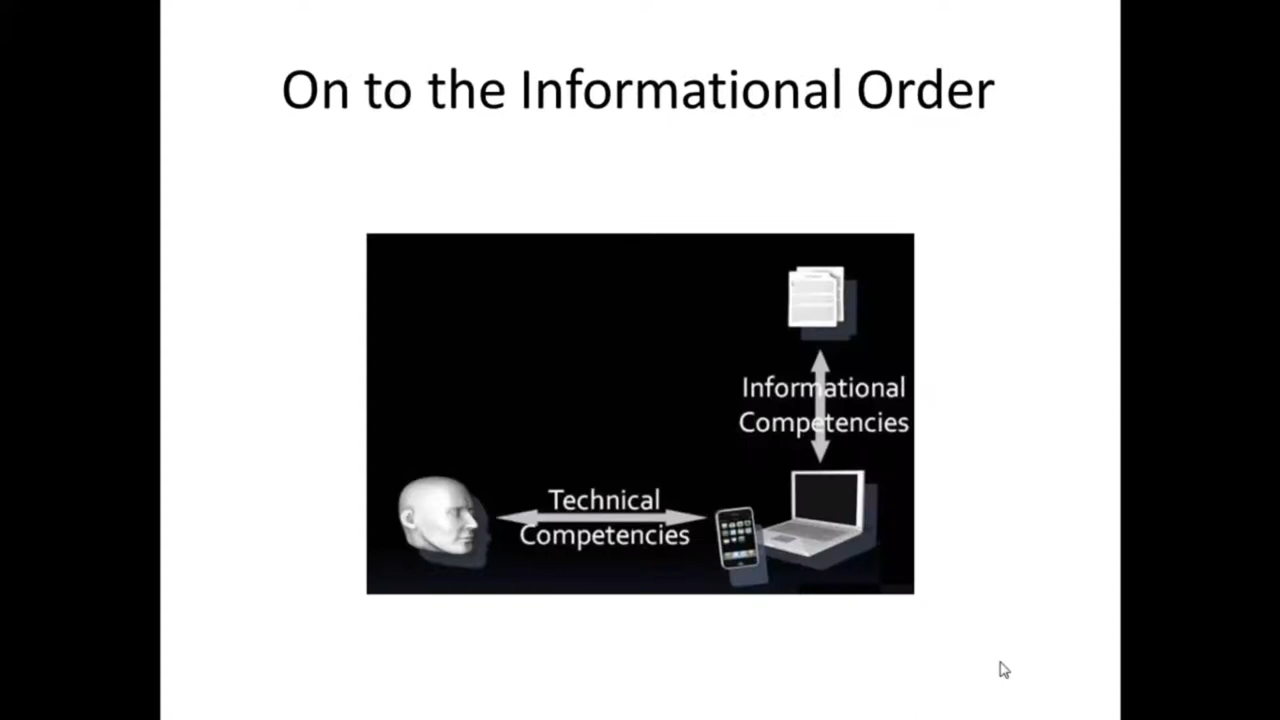 On to the Informational Order
Informational
Competencies
Technical
Competencies